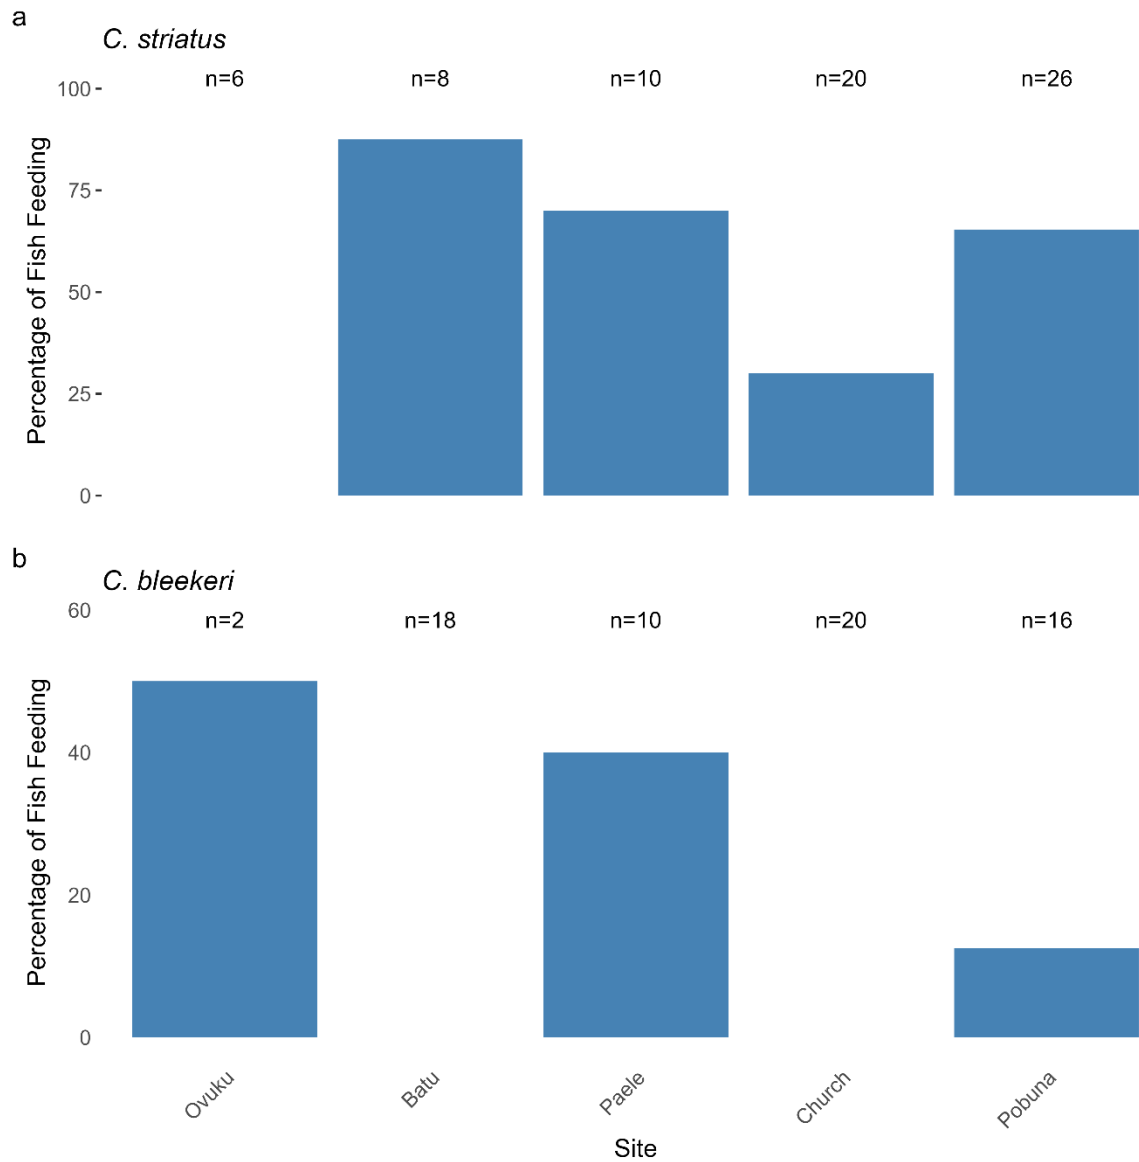 a
C. striatus
n=6 n=8 n=10 n=20 n=26
100
75
50
25
0
Percentage of Fish Feeding
b
C. bleekeri
n=2 n=18 n=10 n=20 n=16
60
40
20
0
Percentage of Fish Feeding
Ovuku Batu Paele Church Pobuna
Site